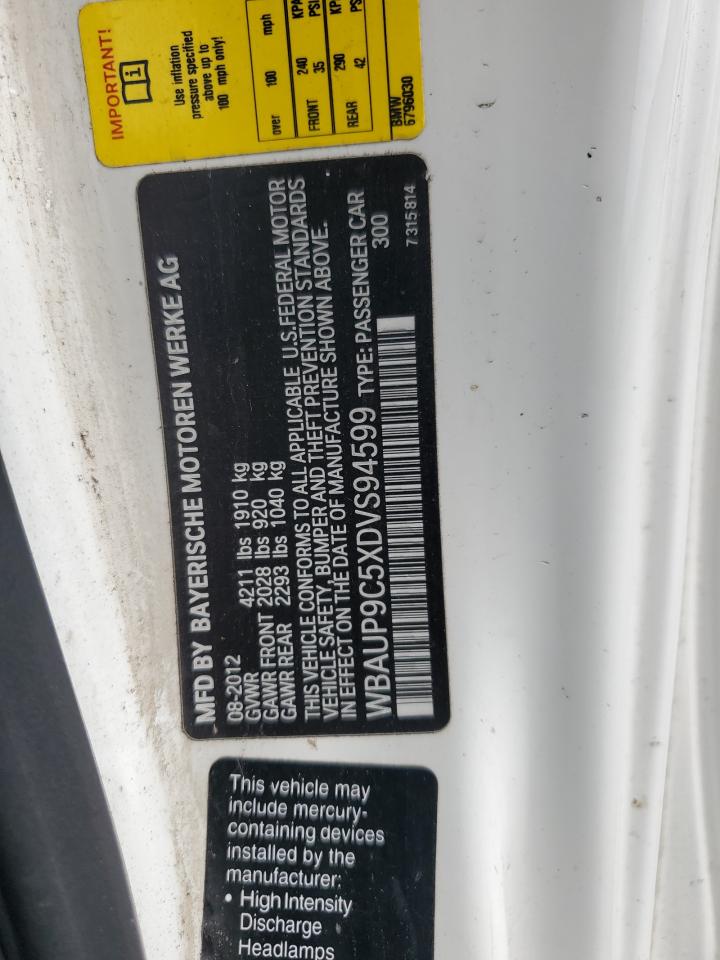 IMPORTANT!
Use inflation
pressure specified
above up to
100 mph only!
over 100 mph
KPA
FRONT 240
35
KPA
REAR 290
42
BMW
6796030
MFD BY BAYERISCHE MOTOREN WERKE AG
08-2012
GVWR 4211 lbs 1910 kg
GAWR FRONT 2028 lbs 920 kg
GAWR REAR 2293 lbs 1040 kg
THIS VEHICLE CONFORMS TO ALL APPLICABLE U.S.FEDERAL MOTOR
VEHICLE SAFETY, BUMPER AND THEFT PREVENTION STANDARDS
IN EFFECT ON THE DATE OF MANUFACTURE SHOWN ABOVE.
WBAUP9C5XDVS94599 TYPE: PASSENGER CAR
300
7 315 814
This vehicle may
include mercury-
containing devices
installed by the
manufacturer:
• High Intensity
Discharge
Headlamps